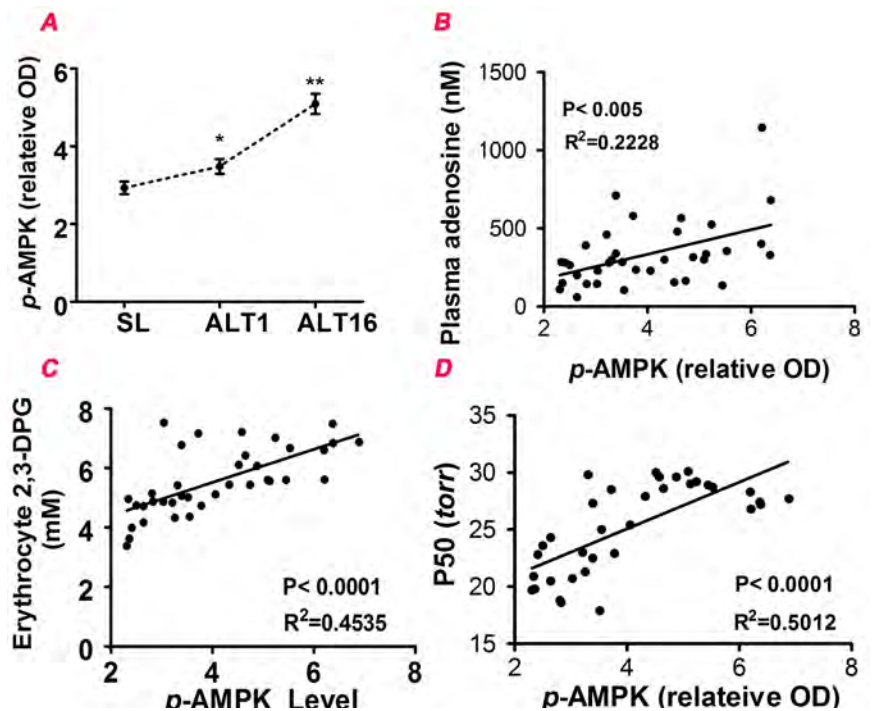 A
p-AMPK (relateive OD)
6
4
2
0
*
**
SL ALT1 ALT16
B
Plasma adenosine (nM)
1500
1000
500
0
P< 0.005
R²=0.2228
2 4 6 8
p-AMPK (relative OD)
C
Erythrocyte 2,3-DPG
(mM)
8
6
4
2
0
P< 0.0001
R²=0.4535
2 4 6 8
p-AMPK Level
D
P50 (torr)
35
30
25
20
15
P< 0.0001
R²=0.5012
2 4 6 8
p-AMPK (relateive OD)